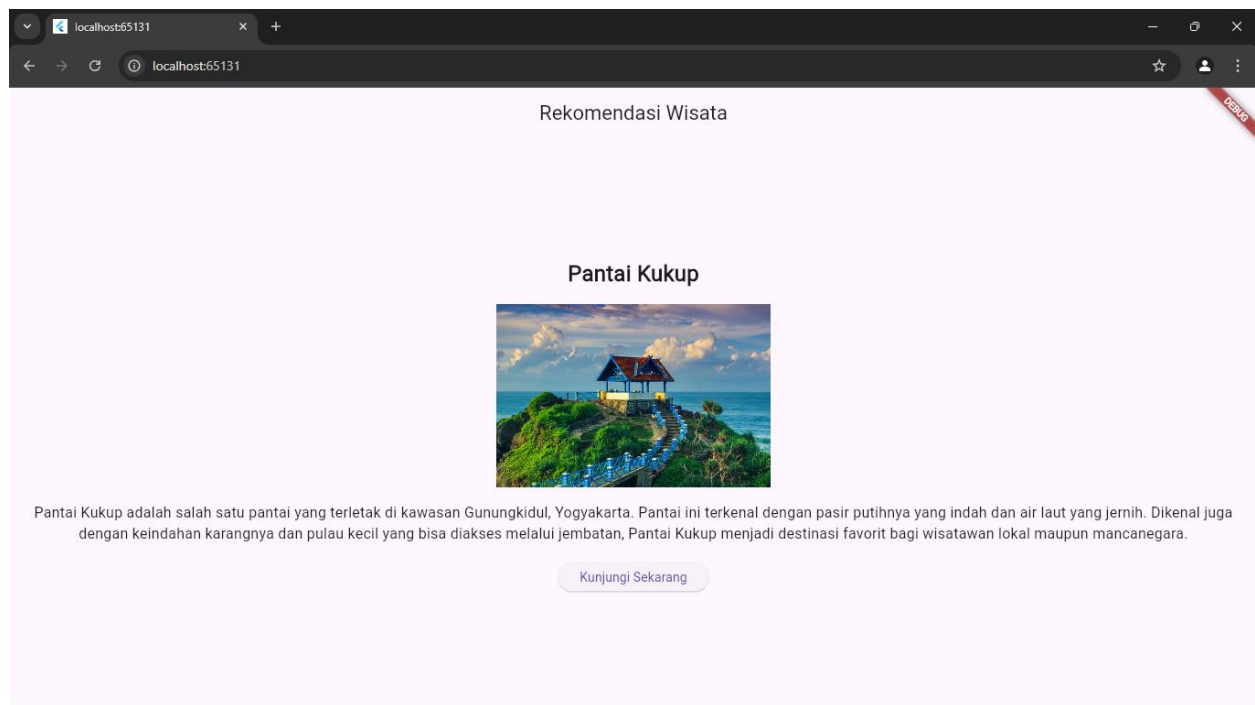 localhost:65131
localhost:65131
DEBUG
Rekomendasi Wisata
Pantai Kukup
Pantai Kukup adalah salah satu pantai yang terletak di kawasan Gunungkidul, Yogyakarta. Pantai ini terkenal dengan pasir putihnya yang indah dan air laut yang jernih. Dikenal juga
dengan keindahan karangnya dan pulau kecil yang bisa diakses melalui jembatan, Pantai Kukup menjadi destinasi favorit bagi wisatawan lokal maupun mancanegara.
Kunjungi Sekarang